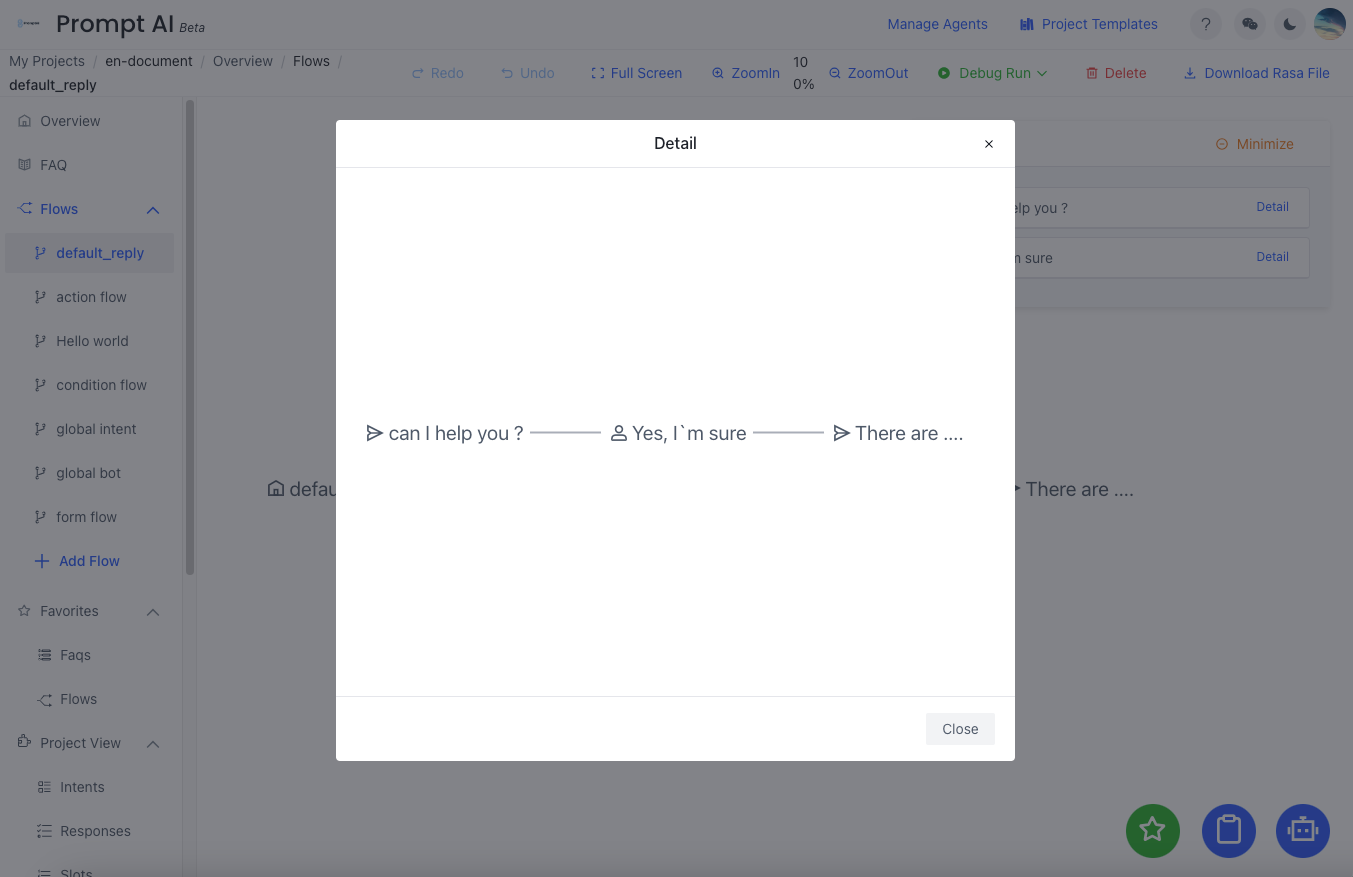 Prompt AI Beta
Manage Agents
Project Templates
?
My Projects / en-document / Overview / Flows /
default_reply
Redo
Undo
Full Screen
ZoomIn
10
0%
ZoomOut
Debug Run
Delete
Download Rasa File
Overview
FAQ
Flows
default_reply
action flow
Hello world
condition flow
global intent
global bot
form flow
Add Flow
Favorites
Faqs
Flows
Project View
Intents
Responses
Slots
Minimize
elp you ?
Detail
sure
Detail
defau
There are ....
Detail
×
can I help you ?
Yes, I`m sure
There are ....
Close